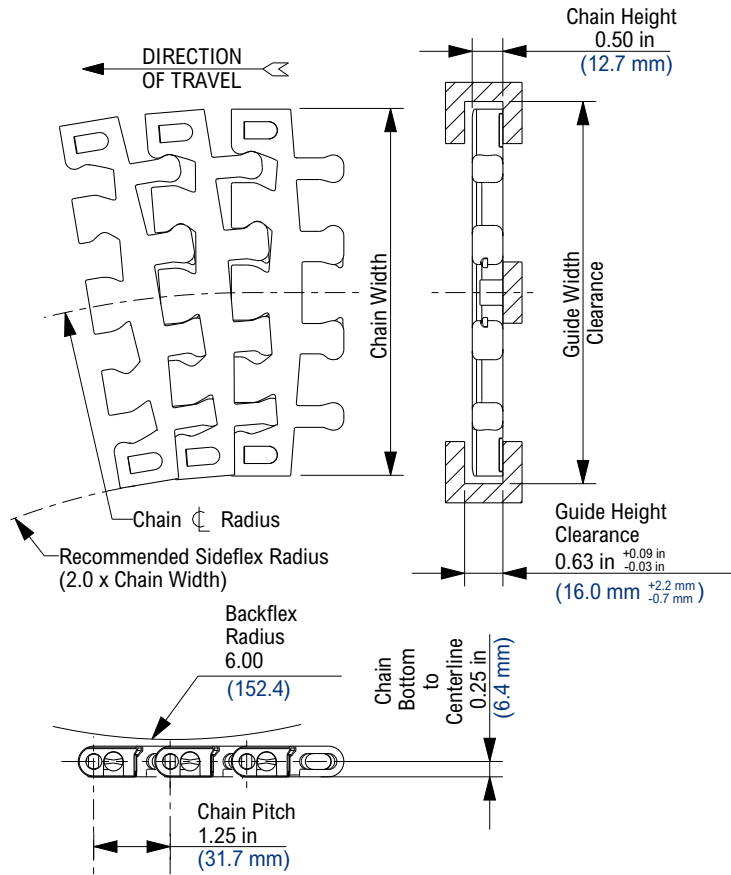 Chain Height
0.50 in
(12.7 mm)
DIRECTION
OF TRAVEL
Chain Width
Guide Width
Clearance
Chain ℄ Radius
Recommended Sideflex Radius
(2.0 x Chain Width)
Guide Height
Clearance
0.63 in +0.09 in -0.03 in
(16.0 mm +2.2 mm -0.7 mm)
Backflex
Radius
6.00
(152.4)
Chain
Bottom
to
Centerline
0.25 in
(6.4 mm)
Chain Pitch
1.25 in
(31.7 mm)